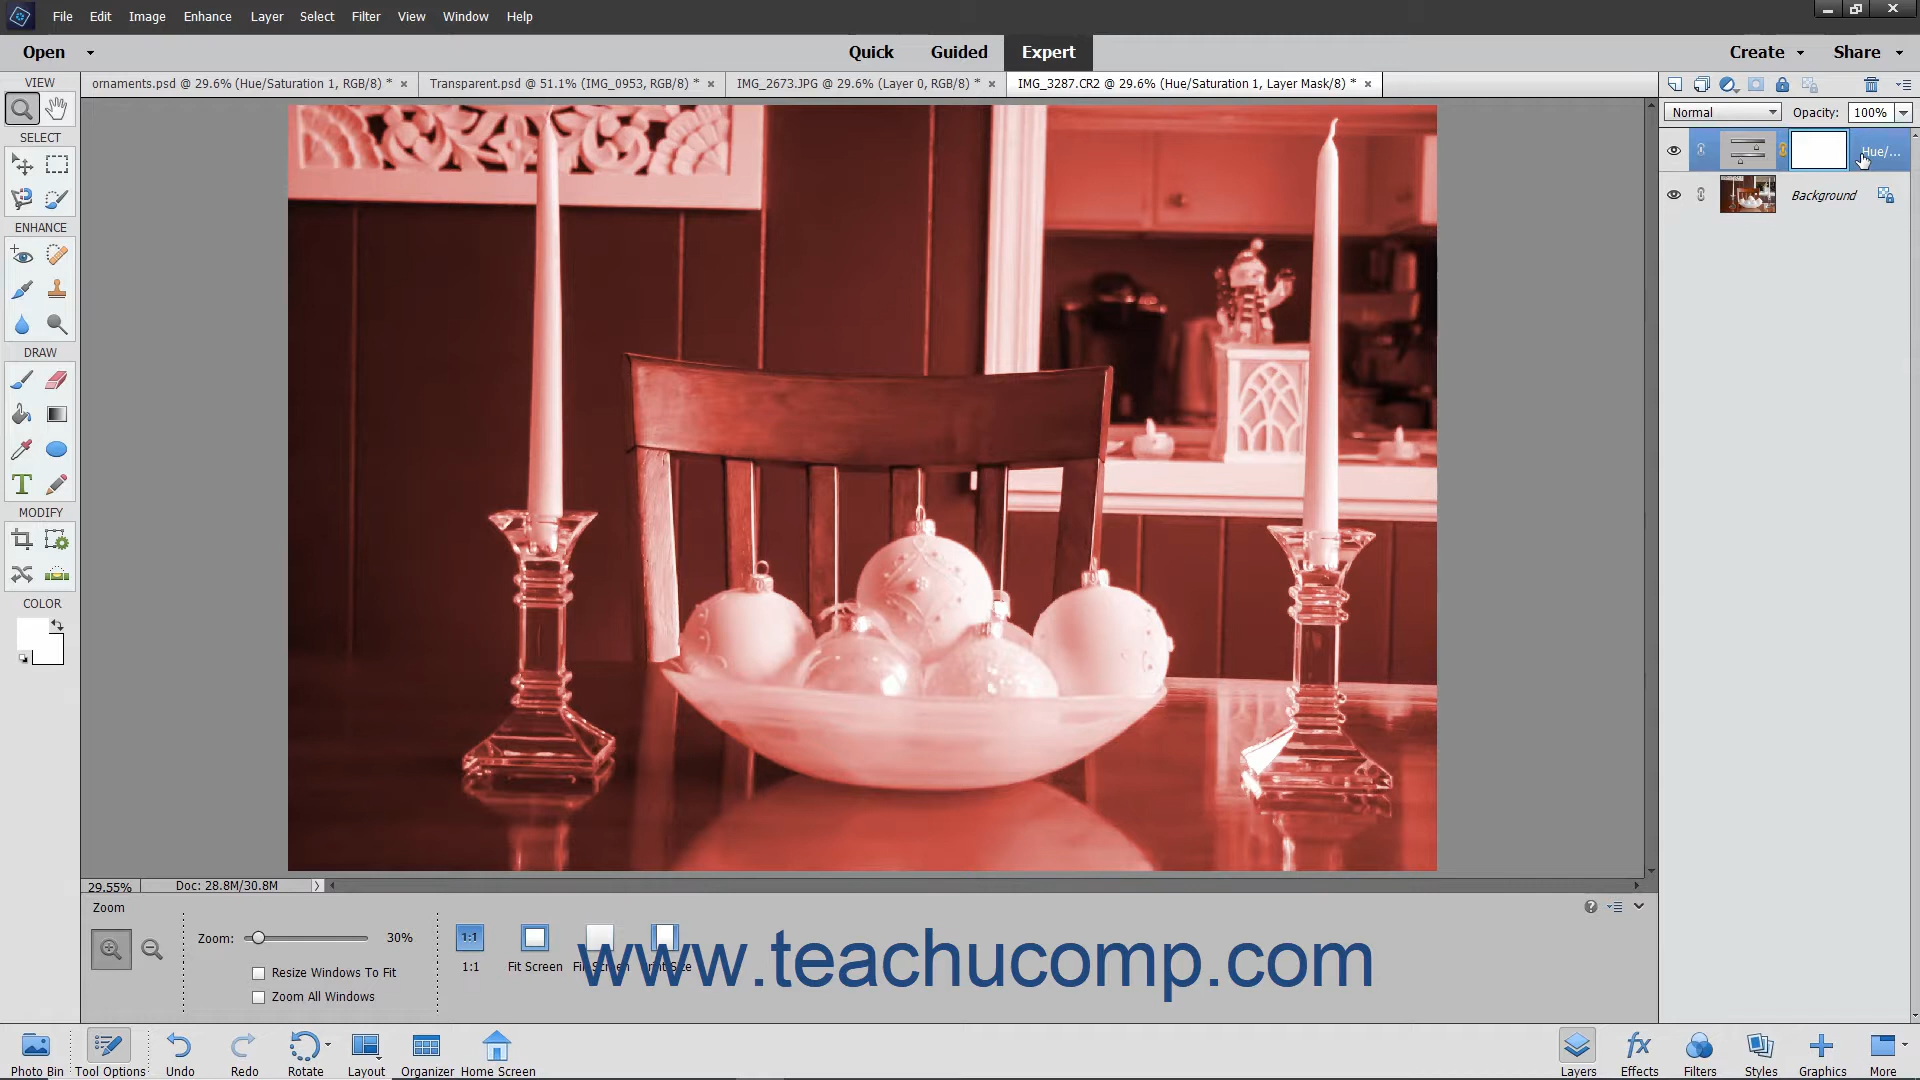 File Edit Image Enhance Layer Select Filter View Window Help
Open Quick Guided Expert Create Share
VIEW
ornaments.psd @ 29.6% (Hue/Saturation 1, RGB/8) * ×
Transparent.psd @ 51.1% (IMG_0953, RGB/8) * ×
IMG_2673.JPG @ 29.6% (Layer 0, RGB/8) * ×
IMG_3287.CR2 @ 29.6% (Hue/Saturation 1, Layer Mask/8) * ×
Normal Opacity: 100%
SELECT
Hue/...
Background
ENHANCE
DRAW
T
MODIFY
COLOR
29.55% Doc: 28.8M/30.8M
Zoom
Zoom: 30%
1:1
1:1 Fit Screen
Resize Windows To Fit
Zoom All Windows
www.teachucomp.com
Photo Bin Tool Options Undo Redo Rotate Layout Organizer Home Screen
fx
Layers Effects Filters Styles Graphics More